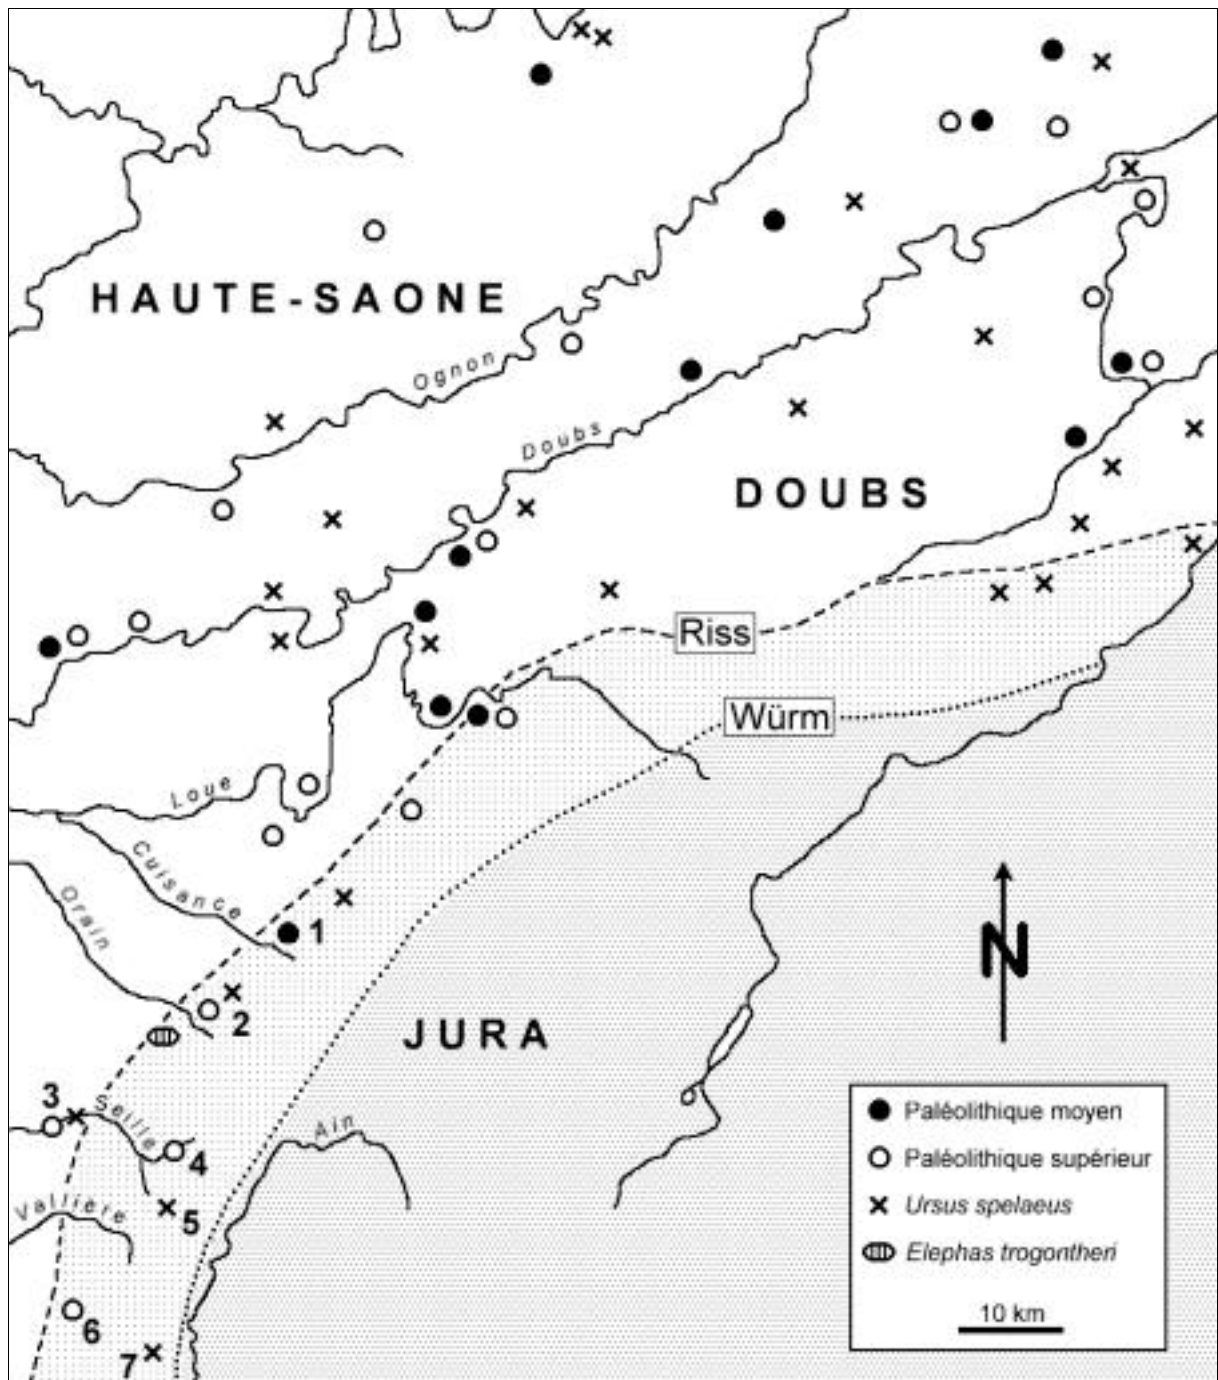 HAUTE-SAONE
Ognon
Doubs
DOUBS
Riss
Würm
Loue
Cuisance
Orain
1
2
JURA
N
3
Seille
4
Ain
Vallière
5
6
7
Paléolithique moyen
Paléolithique supérieur
Ursus spelaeus
Elephas trogontheri
10 km